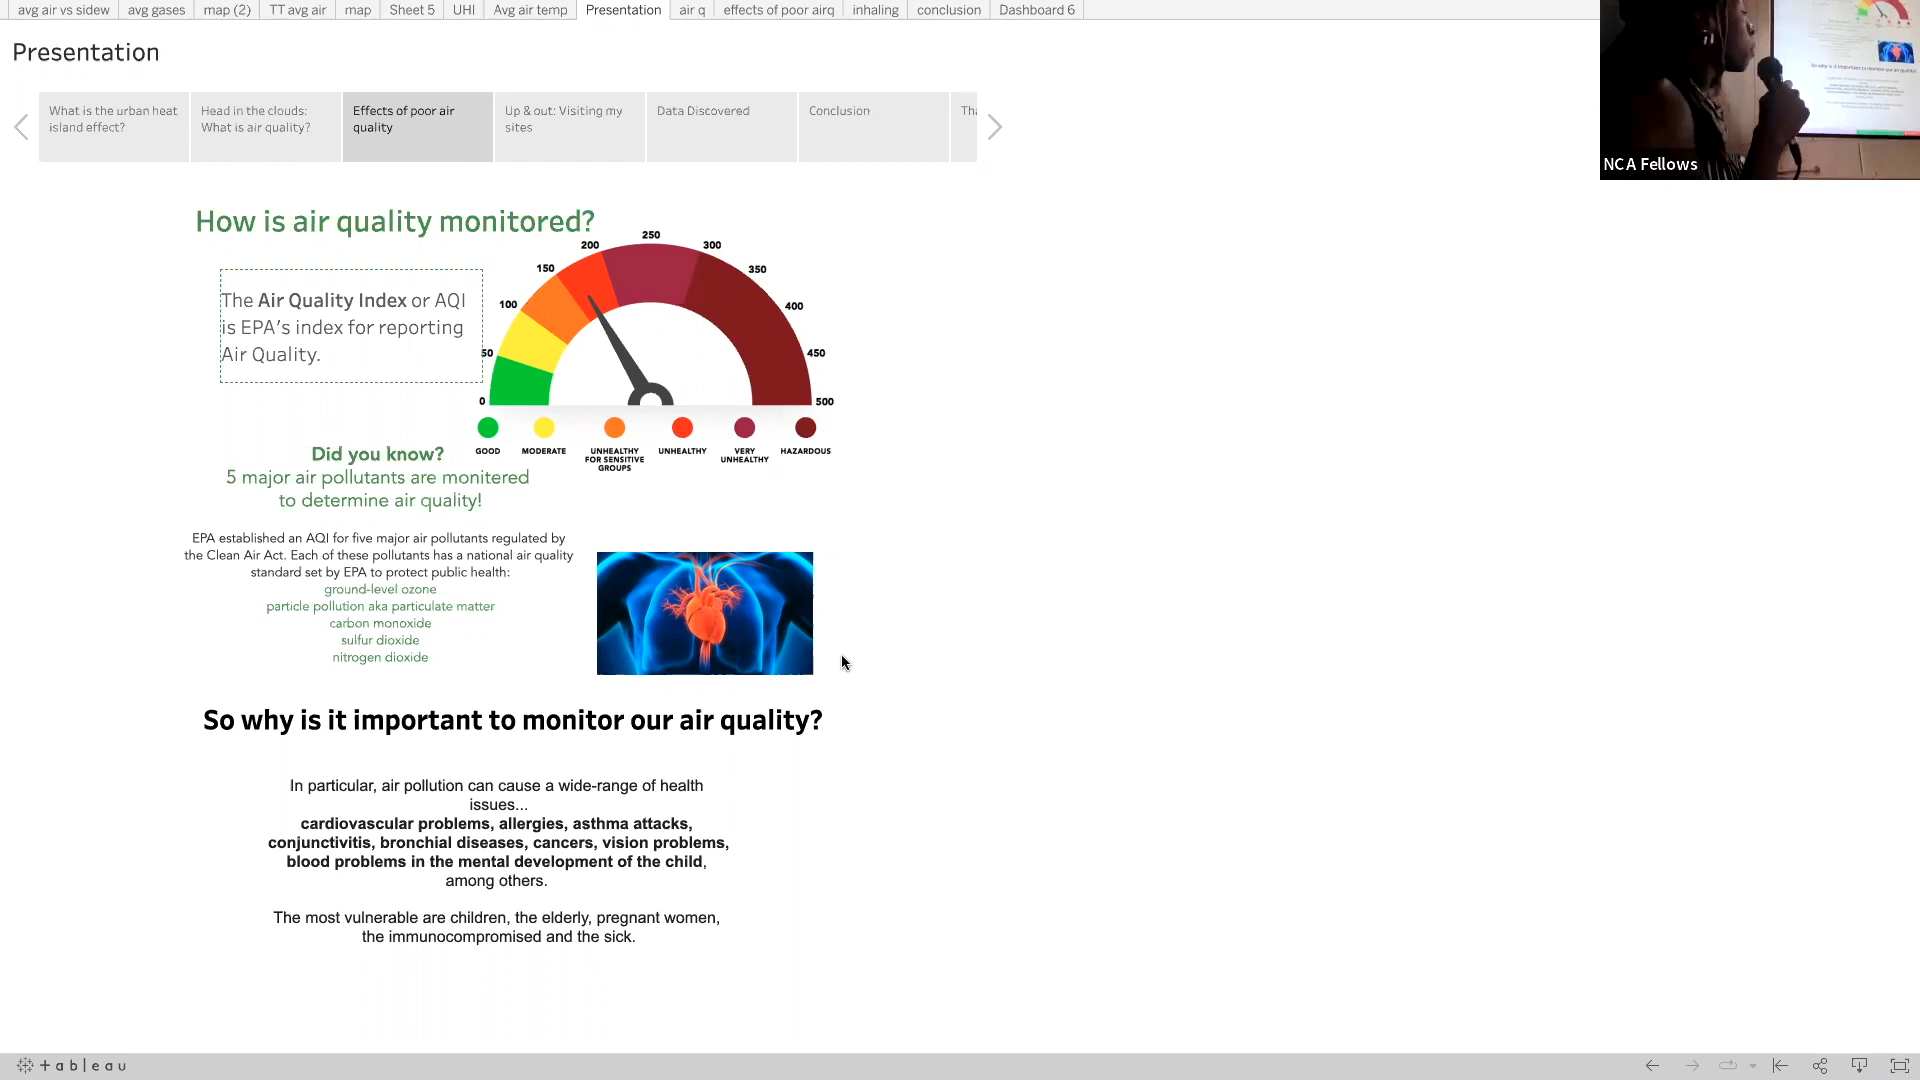 avg air vs sidew avg gases map (2) TT avg air map Sheet 5 UHI Avg air temp Presentation air q effects of poor airq inhaling conclusion Dashboard 6
Presentation
What is the urban heat
island effect?
Head in the clouds:
What is air quality?
Effects of poor air
quality
Up & out: Visiting my
sites
Data Discovered
Conclusion
NCA Fellows
How is air quality monitored?
The Air Quality Index or AQI
is EPA's index for reporting
Air Quality.
0
50
100
150
200
250
300
350
400
450
500
GOOD
MODERATE
UNHEALTHY
FOR SENSITIVE
GROUPS
UNHEALTHY
VERY
UNHEALTHY
HAZARDOUS
Did you know?
5 major air pollutants are monitered
to determine air quality!
EPA established an AQI for five major air pollutants regulated by
the Clean Air Act. Each of these pollutants has a national air quality
standard set by EPA to protect public health:
ground-level ozone
particle pollution aka particulate matter
carbon monoxide
sulfur dioxide
nitrogen dioxide
So why is it important to monitor our air quality?
In particular, air pollution can cause a wide-range of health
issues...
cardiovascular problems, allergies, asthma attacks,
conjunctivitis, bronchial diseases, cancers, vision problems,
blood problems in the mental development of the child,
among others.
The most vulnerable are children, the elderly, pregnant women,
the immunocompromised and the sick.
+ableau